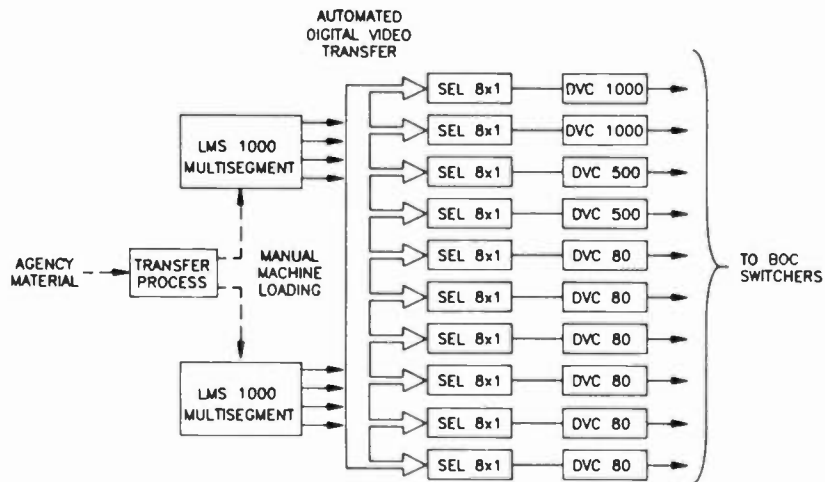 AUTOMATED
DIGITAL VIDEO
TRANSFER
SEL 8x1
DVC 1000
SEL 8x1
DVC 1000
SEL 8x1
DVC 500
SEL 8x1
DVC 500
SEL 8x1
DVC 80
SEL 8x1
DVC 80
SEL 8x1
DVC 80
SEL 8x1
DVC 80
SEL 8x1
DVC 80
SEL 8x1
DVC 80
LMS 1000
MULTISEGMENT
AGENCY
MATERIAL
TRANSFER
PROCESS
MANUAL
MACHINE
LOADING
LMS 1000
MULTISEGMENT
TO BOC
SWITCHERS